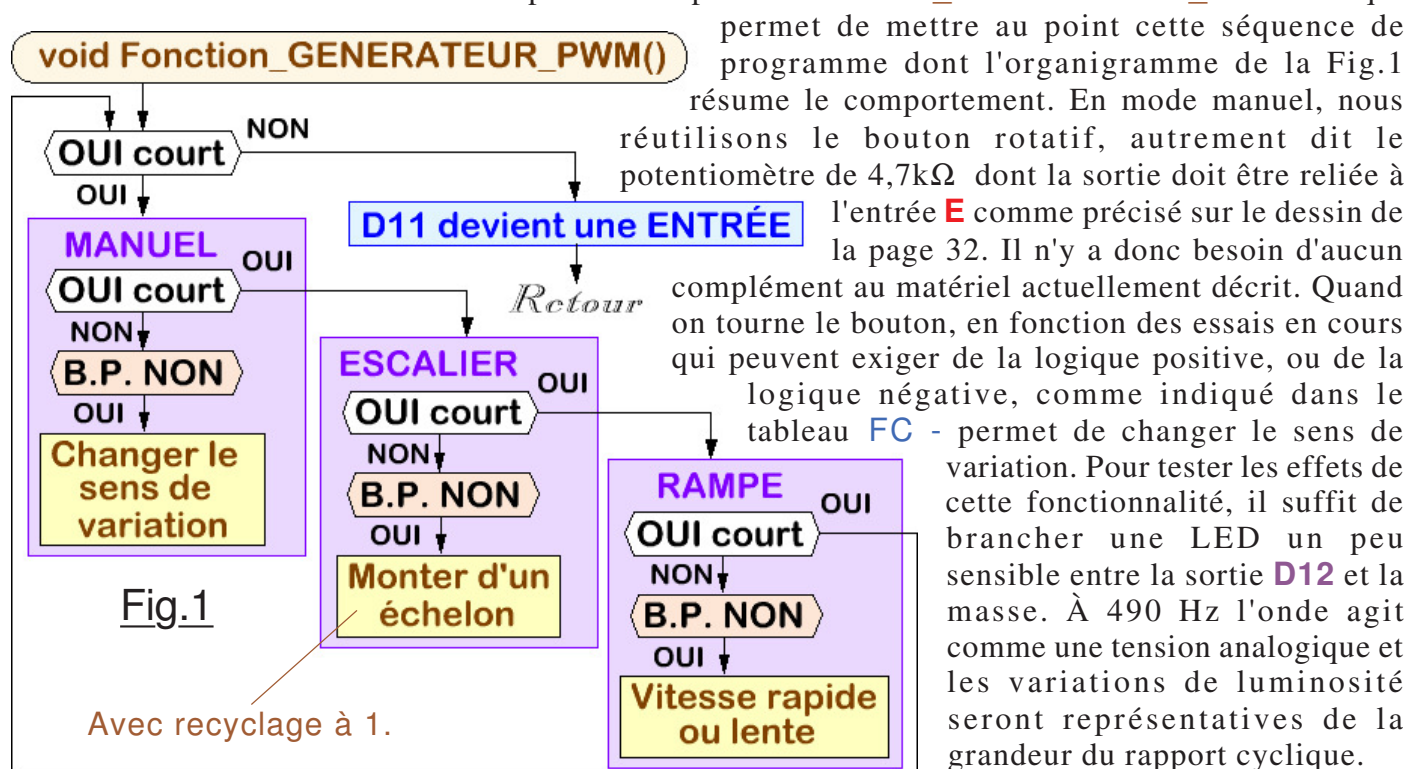 void Fonction_GENERATEUR_PWM()
permet de mettre au point cette séquence de
programme dont l'organigramme de la Fig.1
résume le comportement. En mode manuel, nous
réutilisons le bouton rotatif, autrement dit le
potentiomètre de 4,7kΩ dont la sortie doit être reliée à
l'entrée E comme précisé sur le dessin de
la page 32. Il n'y a donc besoin d'aucun
complément au matériel actuellement décrit. Quand
on tourne le bouton, en fonction des essais en cours
qui peuvent exiger de la logique positive, ou de la
logique négative, comme indiqué dans le
tableau FC - permet de changer le sens de
variation. Pour tester les effets de
cette fonctionnalité, il suffit de
brancher une LED un peu
sensible entre la sortie D12 et la
masse. À 490 Hz l'onde agit
comme une tension analogique et
les variations de luminosité
seront représentatives de la
grandeur du rapport cyclique.
OUI court
NON
OUI
D11 devient une ENTRÉE
Retour
MANUEL
OUI court
OUI
NON
B.P. NON
OUI
Changer le
sens de
variation
ESCALIER
OUI court
OUI
NON
B.P. NON
OUI
Monter d'un
échelon
RAMPE
OUI court
OUI
NON
B.P. NON
OUI
Vitesse rapide
ou lente
Fig.1
Avec recyclage à 1.